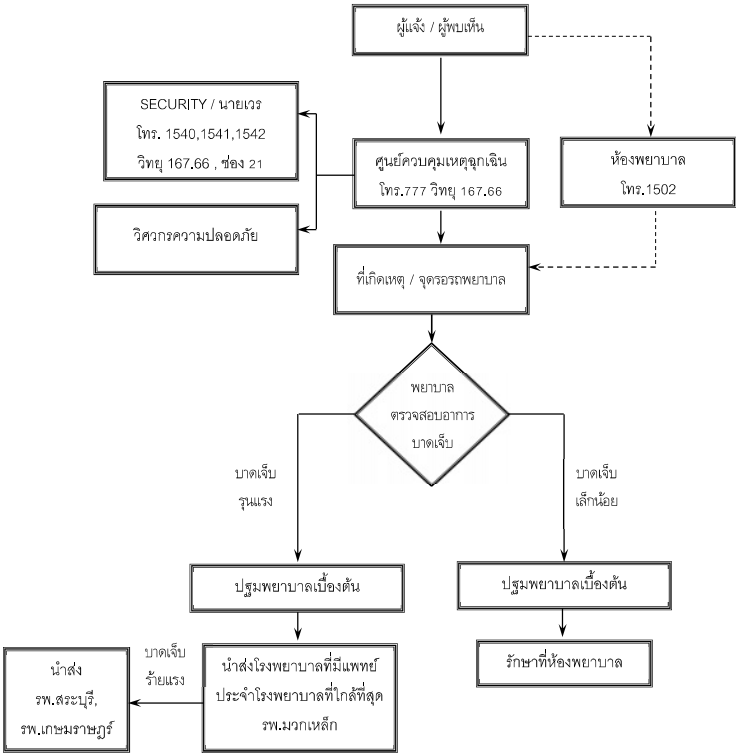 ผู้แจ้ง / ผู้พบเห็น
SECURITY / นายเวร
โทร. 1540,1541,1542
วิทยุ 167.66 , ช่อง 21
ศูนย์ควบคุมเหตุฉุกเฉิน
โทร.777 วิทยุ 167.66
ห้องพยาบาล
โทร.1502
วิศวกรความปลอดภัย
ที่เกิดเหตุ / จุดรอรถพยาบาล
พยาบาล
ตรวจสอบอาการ
บาดเจ็บ
บาดเจ็บ
รุนแรง
บาดเจ็บ
เล็กน้อย
ปฐมพยาบาลเบื้องต้น
ปฐมพยาบาลเบื้องต้น
นำส่งโรงพยาบาลที่มีแพทย์
ประจำโรงพยาบาลที่ใกล้ที่สุด
รพ.มวกเหล็ก
รักษาที่ห้องพยาบาล
บาดเจ็บ
ร้ายแรง
นำส่ง
รพ.สระบุรี,
รพ.เกษมราษฎร์